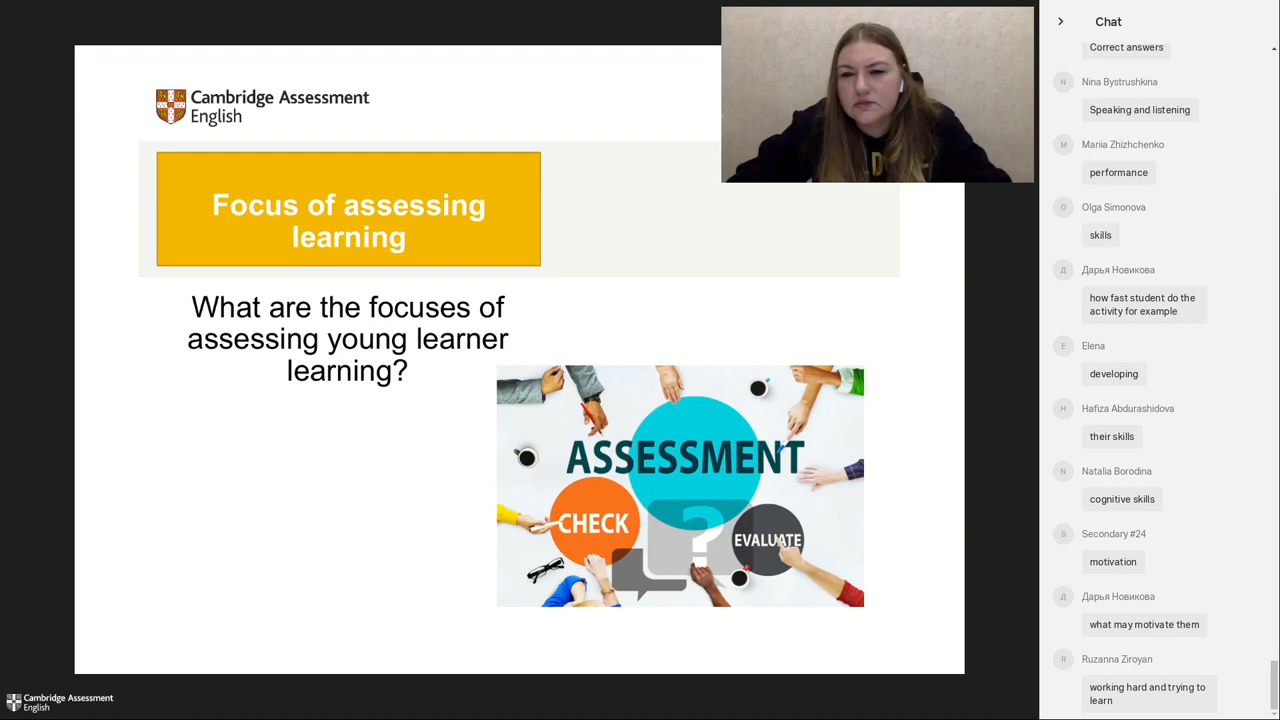 Cambridge Assessment
English
Focus of assessing
learning
What are the focuses of
assessing young learner
learning?
ASSESSMENT
CHECK
?
EVALUATE
Cambridge Assessment
English
Chat
Correct answers
N Nina Bystrushkina
Speaking and listening
M Mariia Zhizhchenko
performance
O Olga Simonova
skills
Д Дарья Новикова
how fast student do the
activity for example
E Elena
developing
H Hafiza Abdurashidova
their skills
N Natalia Borodina
cognitive skills
S Secondary #24
motivation
Д Дарья Новикова
what may motivate them
R Ruzanna Ziroyan
working hard and trying to
learn